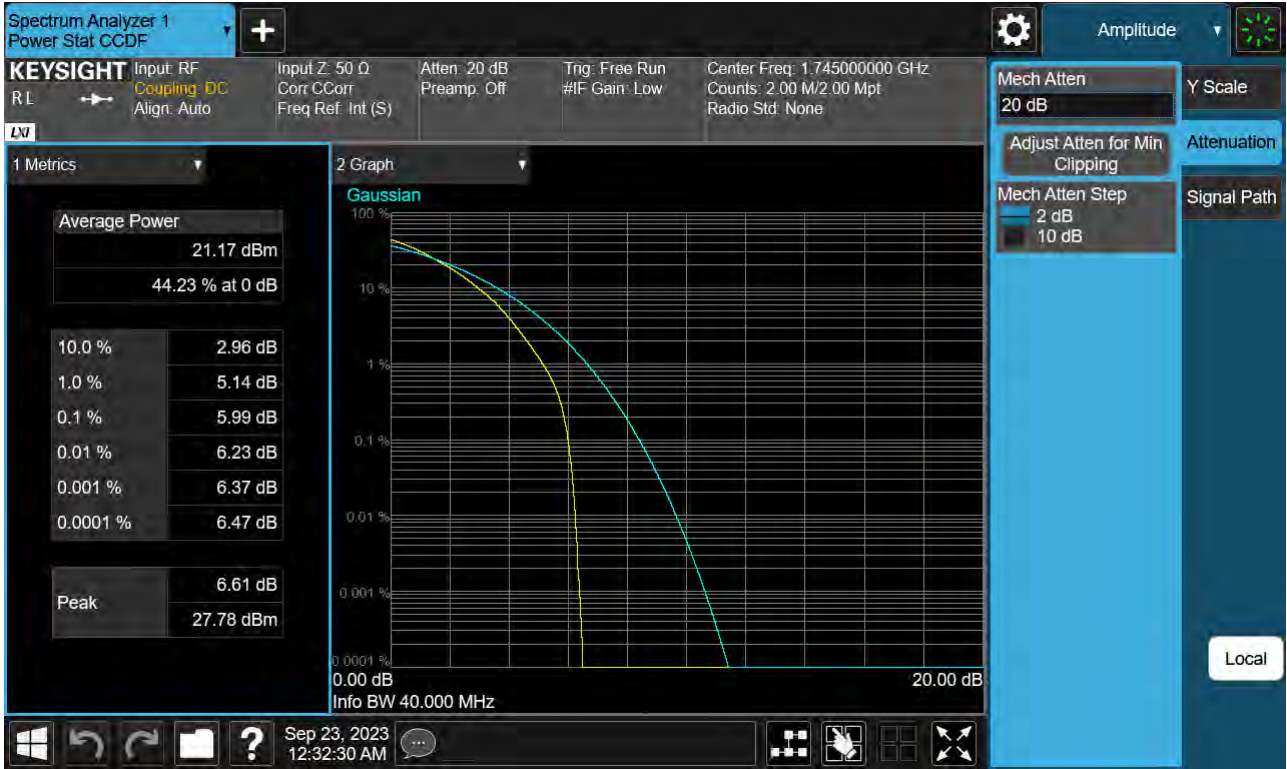 Spectrum Analyzer 1
Power Stat CCDF
Amplitude
KEYSIGHT
R L
LXI
Input: RF
Coupling: DC
Align: Auto
Input Z: 50 Ω
Corr CCorr
Freq Ref: Int (S)
Atten: 20 dB
Preamp: Off
Trig: Free Run
#IF Gain: Low
Center Freq: 1.745000000 GHz
Counts: 2.00 M/2.00 Mpt
Radio Std: None
1 Metrics
Average Power
21.17 dBm
44.23 % at 0 dB
10.0 % 2.96 dB
1.0 % 5.14 dB
0.1 % 5.99 dB
0.01 % 6.23 dB
0.001 % 6.37 dB
0.0001 % 6.47 dB
Peak
6.61 dB
27.78 dBm
2 Graph
Gaussian
100 %
10 %
1 %
0.1 %
0.01 %
0.001 %
0.0001 %
0.00 dB 20.00 dB
Info BW 40.000 MHz
Mech Atten
20 dB
Adjust Atten for Min
Clipping
Mech Atten Step
2 dB
10 dB
Y Scale
Attenuation
Signal Path
Local
?
Sep 23, 2023
12:32:30 AM